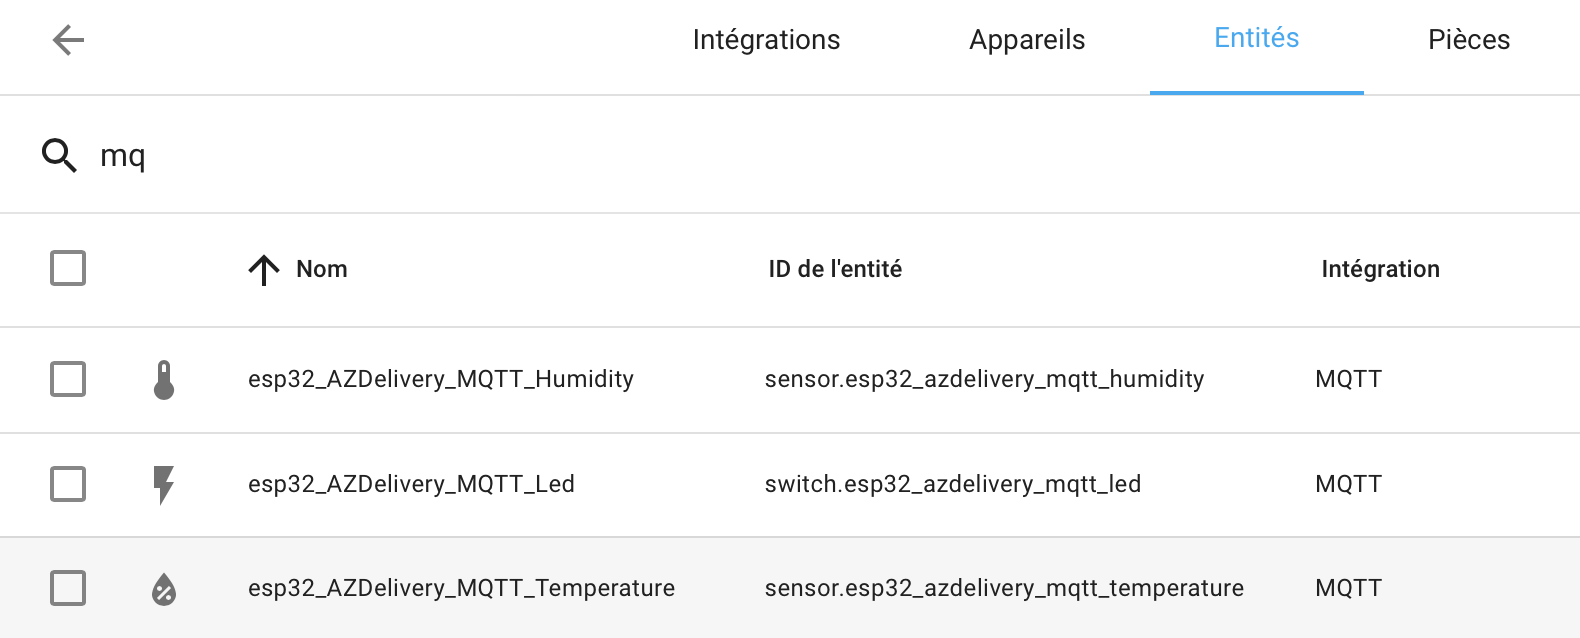 Intégrations Appareils Entités Pièces
mq
Nom ID de l'entité Intégration
esp32_AZDelivery_MQTT_Humidity sensor.esp32_azdelivery_mqtt_humidity MQTT
esp32_AZDelivery_MQTT_Led switch.esp32_azdelivery_mqtt_led MQTT
esp32_AZDelivery_MQTT_Temperature sensor.esp32_azdelivery_mqtt_temperature MQTT